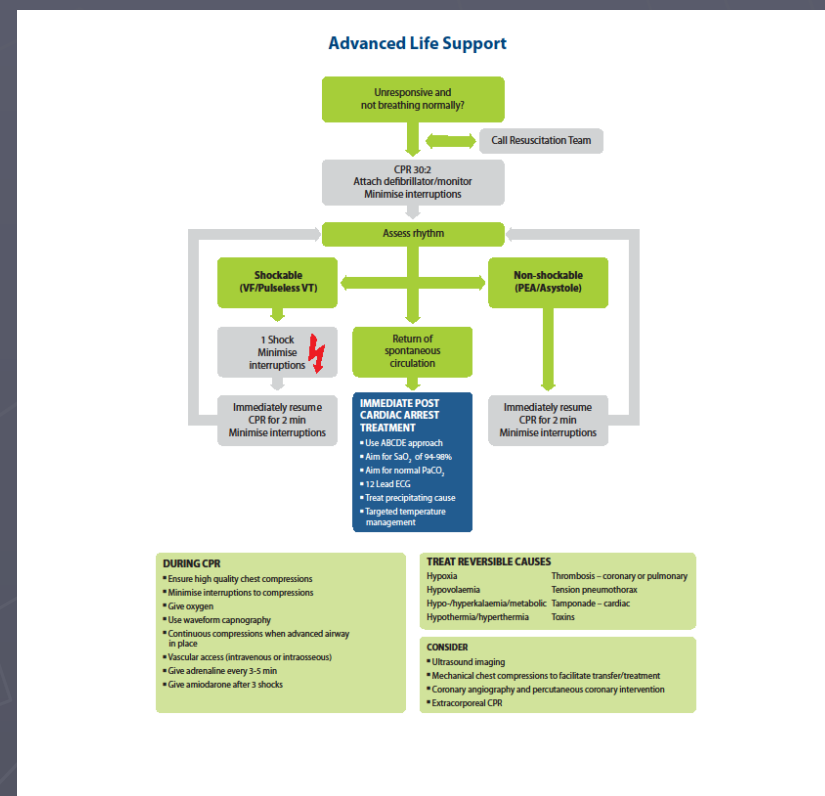 Advanced Life Support
Unresponsive and
not breathing normally?
Call Resuscitation Team
CPR 30:2
Attach defibrillator/monitor
Minimise interruptions
Assess rhythm
Shockable
(VF/Pulseless VT)
Non-shockable
(PEA/Asystole)
1 Shock
Minimise
interruptions
Return of
spontaneous
circulation
Immediately resume
CPR for 2 min
Minimise interruptions
IMMEDIATE POST
CARDIAC ARREST
TREATMENT
▪ Use ABCDE approach
▪ Aim for SaO₂ of 94-98%
▪ Aim for normal PaCO₂
▪ 12 Lead ECG
▪ Treat precipitating cause
▪ Targeted temperature
management
Immediately resume
CPR for 2 min
Minimise interruptions
DURING CPR
▪ Ensure high quality chest compressions
▪ Minimise interruptions to compressions
▪ Give oxygen
▪ Use waveform capnography
▪ Continuous compressions when advanced airway
in place
▪ Vascular access (intravenous or intraosseous)
▪ Give adrenaline every 3-5 min
▪ Give amiodarone after 3 shocks
TREAT REVERSIBLE CAUSES
Hypoxia Thrombosis – coronary or pulmonary
Hypovolaemia Tension pneumothorax
Hypo-/hyperkalaemia/metabolic Tamponade – cardiac
Hypothermia/hyperthermia Toxins
CONSIDER
▪ Ultrasound imaging
▪ Mechanical chest compressions to facilitate transfer/treatment
▪ Coronary angiography and percutaneous coronary intervention
▪ Extracorporeal CPR